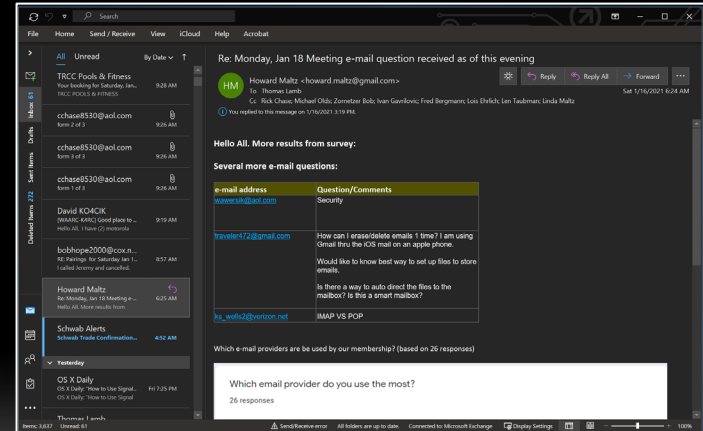 Search
File Home Send / Receive View iCloud Help Acrobat
All Unread By Date
TRCC Pools & Fitness
Your booking for Saturday, Jan... 9:28 AM
TRCC POOLS & FITNESS
cchase8530@aol.com
form 2 of 3 9:26 AM
cchase8530@aol.com
form 3 of 3 9:26 AM
cchase8530@aol.com
form 1 of 3 9:26 AM
David KO4CIK
[WAARC-K4RC] Good place to ... 9:19 AM
Hello All, I have (2) motorola
bobhope2000@cox.n...
RE: Pairings for Saturday Jan 1... 8:57 AM
I called Jeremy and cancelled.
Howard Maltz
Re: Monday, Jan 18 Meeting e-... 6:25 AM
Hello All. More results from
Schwab Alerts
Schwab Trade Confirmation... 4:52 AM
Yesterday
OS X Daily
OS X Daily: "How to Use Signal... Fri 7:25 PM
OS X Daily: "How to Use Signal
Thomas Lamb
Inbox 61
Drafts
Sent Items
Deleted Items 272
Re: Monday, Jan 18 Meeting e-mail question received as of this evening
HM
Howard Maltz <howard.maltz@gmail.com>
To Thomas Lamb
Cc Rick Chase; Michael Olds; Zometzer Bob; Ivan Gavrilovic; Fred Bergmann; Lois Ehrlich; Len Taubman; Linda Maltz
You replied to this message on 1/16/2021 3:19 PM.
Reply Reply All Forward
Sat 1/16/2021 6:24 AM
Hello All. More results from survey:
Several more e-mail questions:
e-mail address Question/Comments
wawersik@aol.com Security
traveler472@gmail.com How can I erase/delete emails 1 time? I am using
Gmail thru the iOS mail on an apple phone.
Would like to know best way to set up files to store
emails.
Is there a way to auto direct the files to the
mailbox? Is this a smart mailbox?
ks_wells2@verizon.net IMAP VS POP
Which e-mail providers are be used by our membership? (based on 26 responses)
Which email provider do you use the most?
26 responses
Items: 3,637 Unread: 61 Send/Receive error All folders are up to date. Connected to: Microsoft Exchange Display Settings 100%